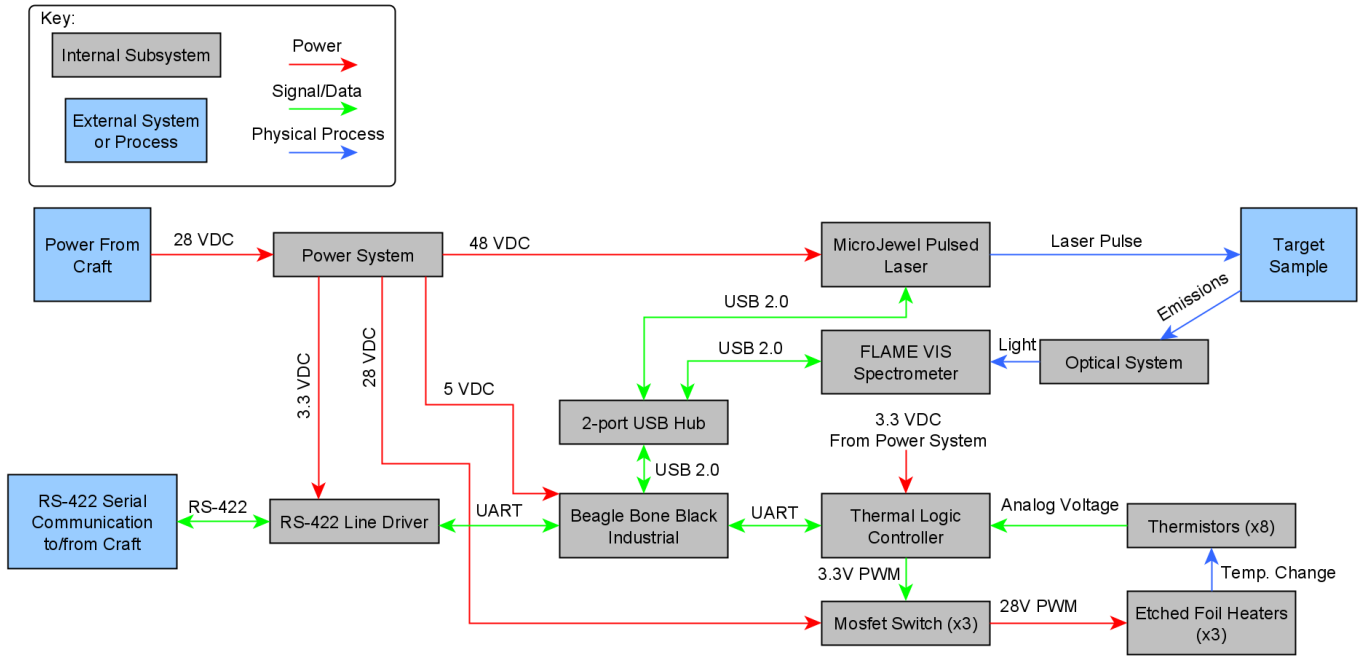 Key:
Internal Subsystem
Power
Signal/Data
External System
or Process
Physical Process
Power From
Craft
28 VDC
Power System
48 VDC
MicroJewel Pulsed
Laser
Laser Pulse
Target
Sample
USB 2.0
Emissions
USB 2.0
FLAME VIS
Spectrometer
Light
Optical System
3.3 VDC
28 VDC
5 VDC
2-port USB Hub
3.3 VDC
From Power System
USB 2.0
RS-422 Serial
Communication
to/from Craft
RS-422
RS-422 Line Driver
UART
Beagle Bone Black
Industrial
UART
Thermal Logic
Controller
Analog Voltage
Thermistors (x8)
3.3V PWM
Temp. Change
Mosfet Switch (x3)
28V PWM
Etched Foil Heaters
(x3)